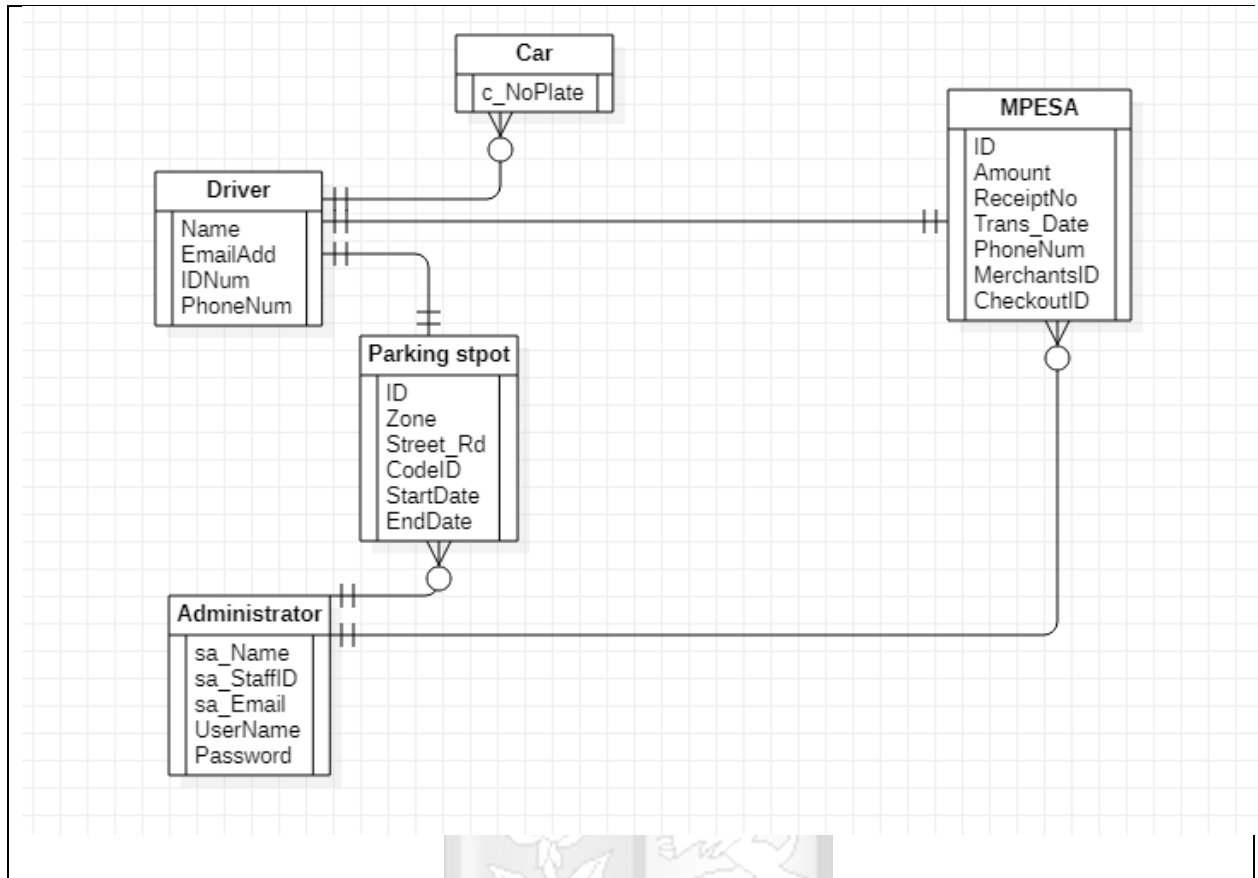 Car
c_NoPlate
MPESA
ID
Amount
ReceiptNo
Trans_Date
PhoneNum
MerchantsID
CheckoutID
Driver
Name
EmailAdd
IDNum
PhoneNum
Parking stpot
ID
Zone
Street_Rd
CodeID
StartDate
EndDate
Administrator
sa_Name
sa_StaffID
sa_Email
UserName
Password